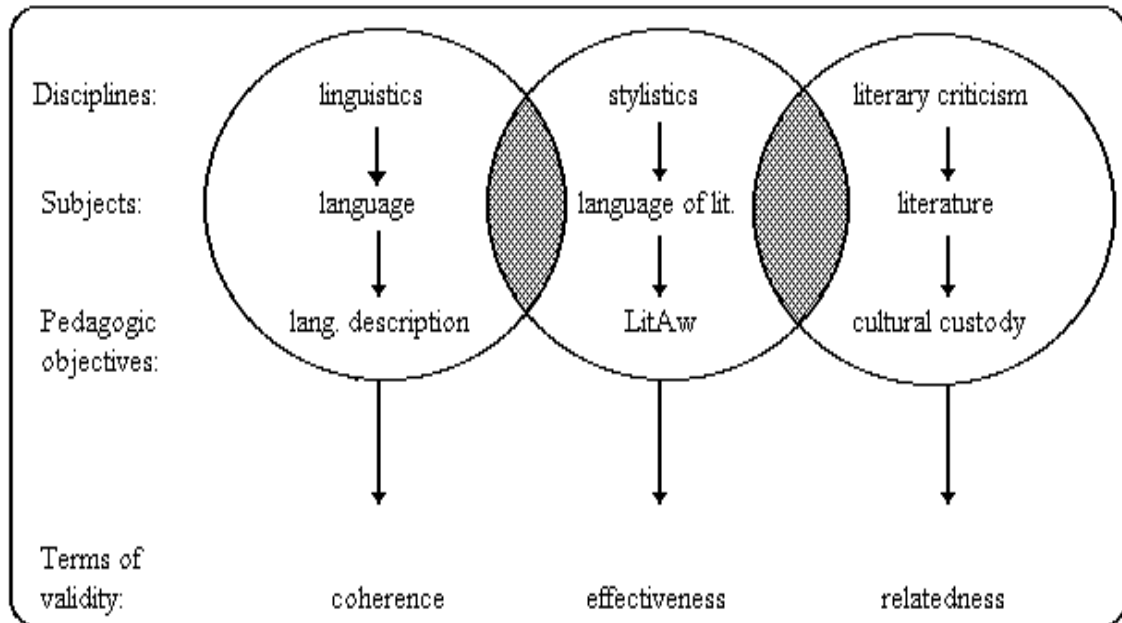 Disciplines: linguistics stylistics literary criticism
Subjects: language language of lit. literature
Pedagogic lang. description LitAw cultural custody
objectives:
Terms of
validity: coherence effectiveness relatedness